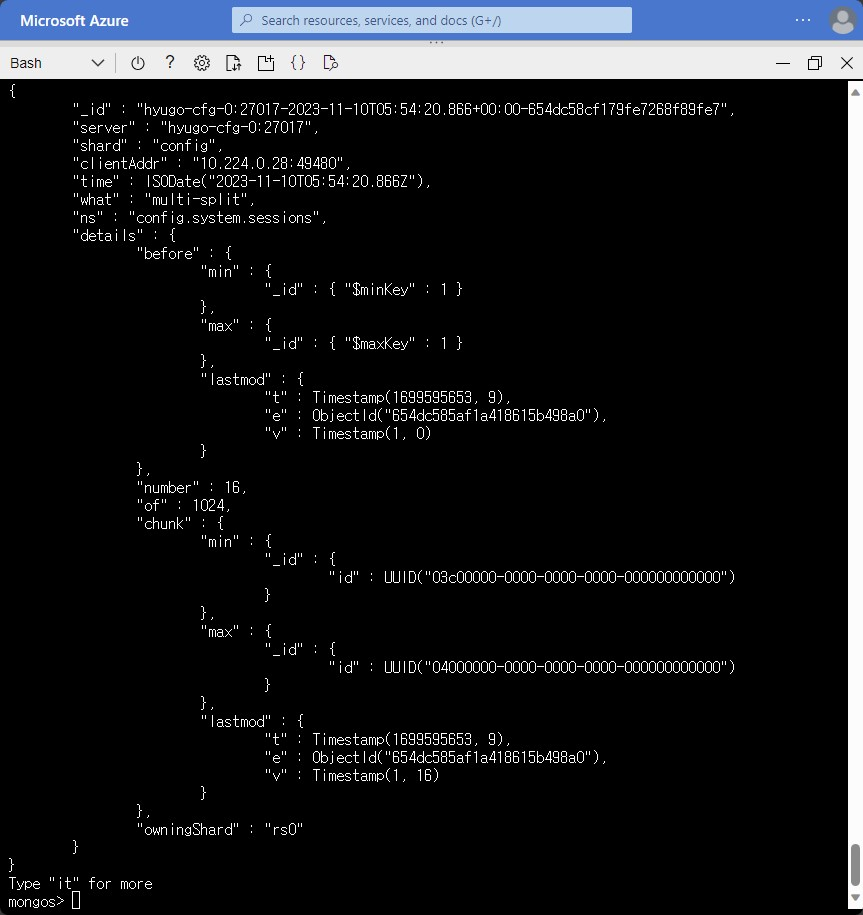 Microsoft Azure
Search resources, services, and docs (G+/)
Bash
{
"_id" : "hyugo-cfg-0:27017-2023-11-10T05:54:20.866+00:00-654dc58cf179fe7268f89fe7",
"server" : "hyugo-cfg-0:27017",
"shard" : "config",
"clientAddr" : "10.224.0.28:49480",
"time" : ISODate("2023-11-10T05:54:20.866Z"),
"what" : "multi-split",
"ns" : "config.system.sessions",
"details" : {
"before" : {
"min" : {
"_id" : { "$minKey" : 1 }
},
"max" : {
"_id" : { "$maxKey" : 1 }
},
"lastmod" : {
"t" : Timestamp(1699595653, 9),
"e" : ObjectId("654dc585af1a418615b498a0"),
"v" : Timestamp(1, 0)
}
},
"number" : 16,
"of" : 1024,
"chunk" : {
"min" : {
"_id" : {
"id" : UUID("03c00000-0000-0000-0000-000000000000")
}
},
"max" : {
"_id" : {
"id" : UUID("04000000-0000-0000-0000-000000000000")
}
},
"lastmod" : {
"t" : Timestamp(1699595653, 9),
"e" : ObjectId("654dc585af1a418615b498a0"),
"v" : Timestamp(1, 16)
}
},
"owningShard" : "rs0"
}
}
Type "it" for more
mongos>